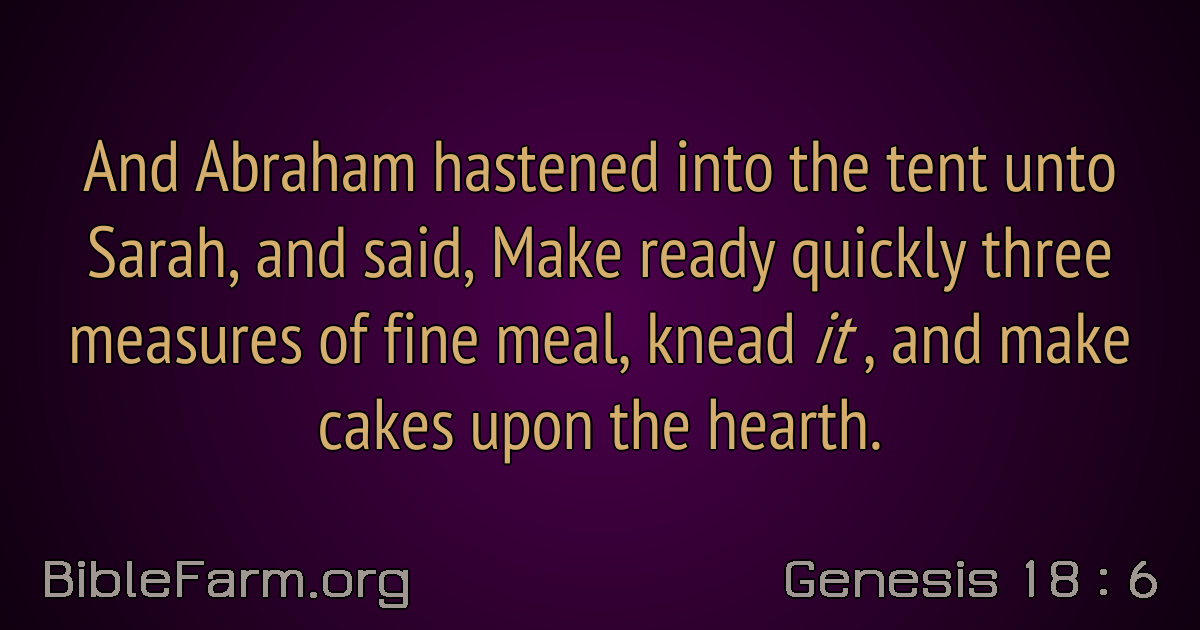 And Abraham hastened into the tent unto
Sarah, and said, Make ready quickly three
measures of fine meal, knead it , and make
cakes upon the hearth.
BibleFarm.org
Genesis 18 : 6